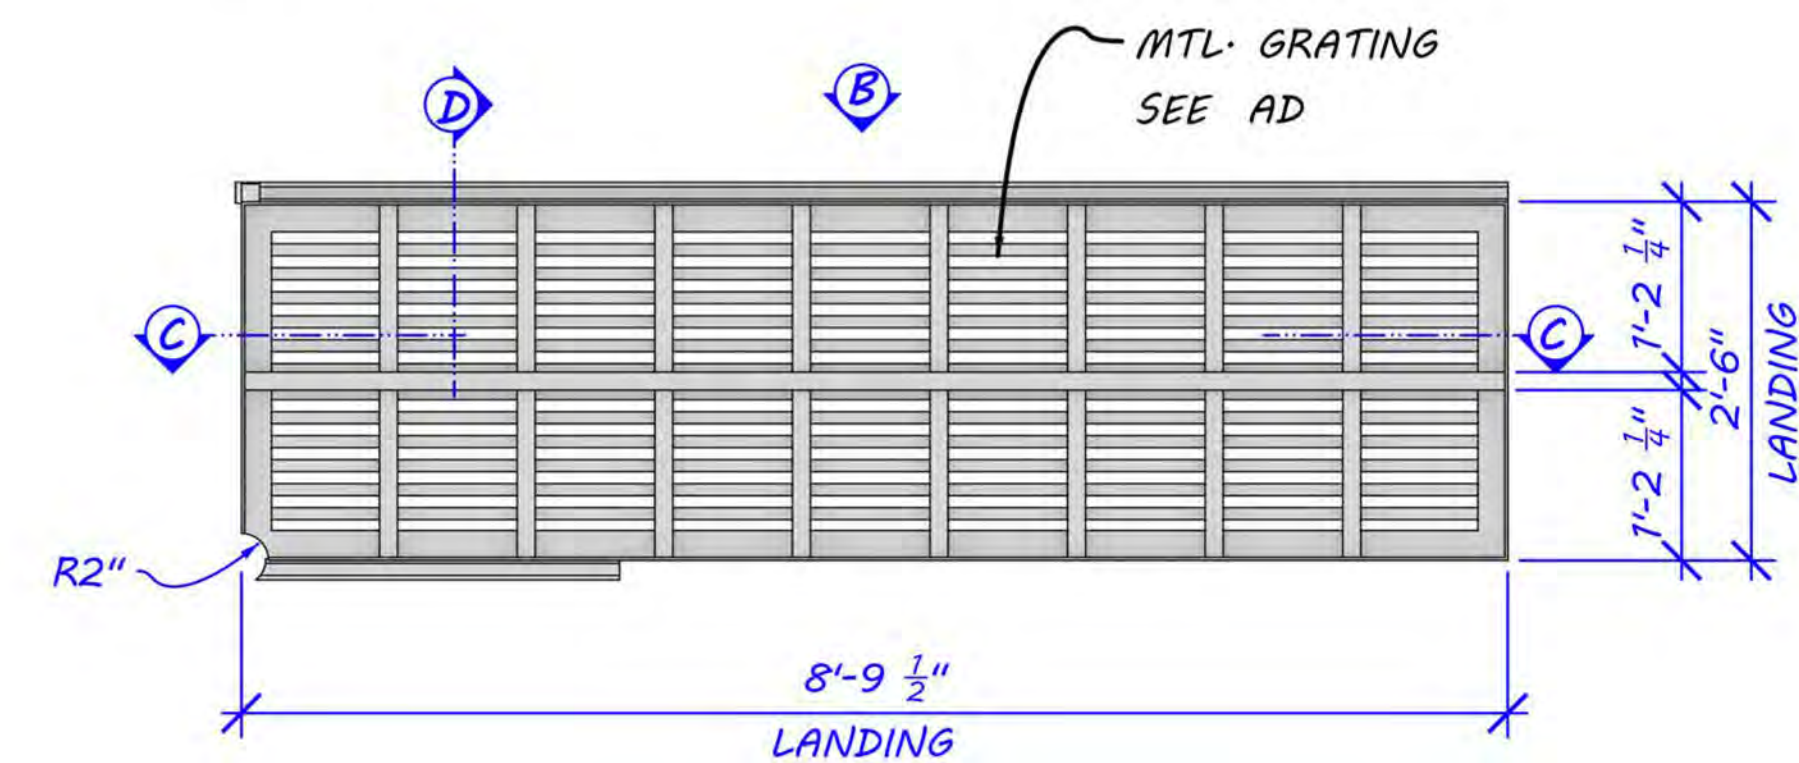 MTL. GRATING
SEE AD
D
B
C
C
1'-2 1/4"
1'-2 1/4"
2'-6"
LANDING
R2"
8'-9 1/2"
LANDING